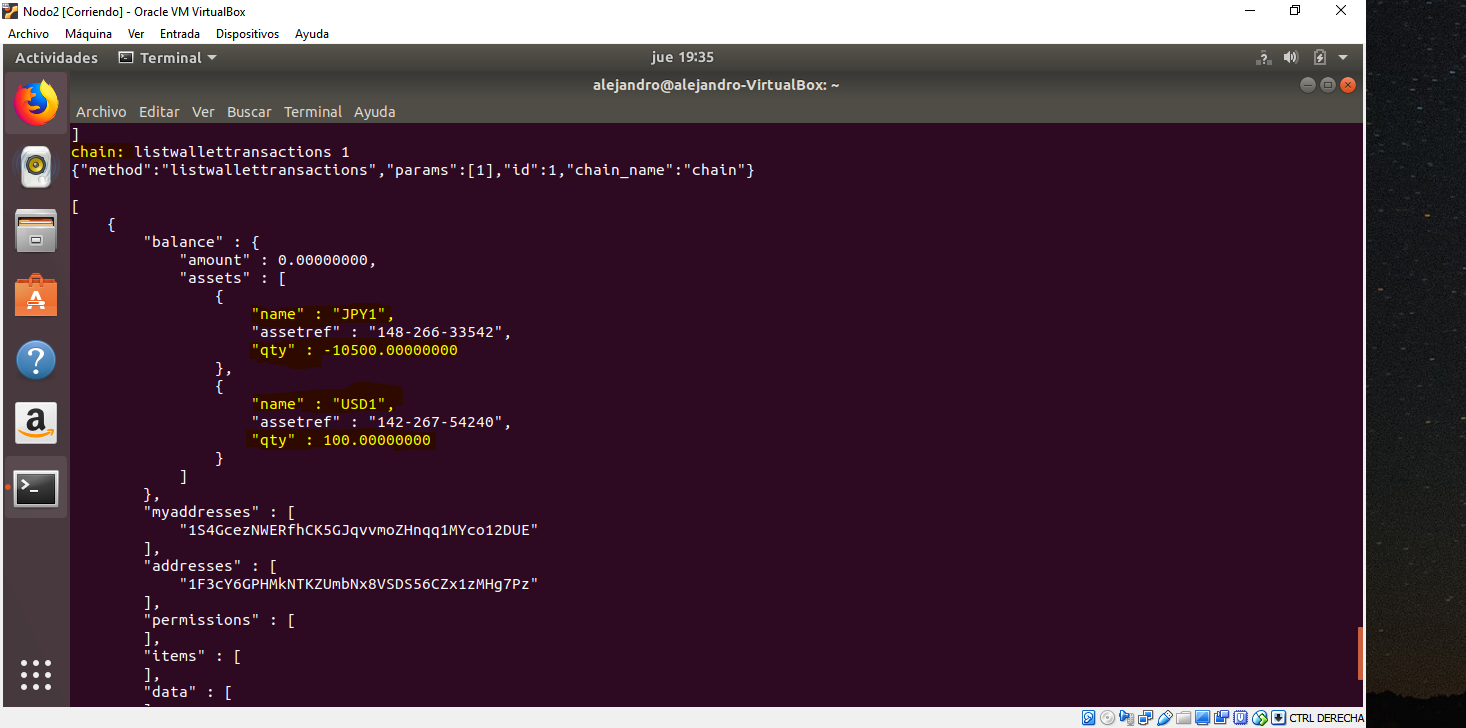 Nodo2 [Corriendo] - Oracle VM VirtualBox
Archivo Máquina Ver Entrada Dispositivos Ayuda
Actividades Terminal jue 19:35
alejandro@alejandro-VirtualBox: ~
Archivo Editar Ver Buscar Terminal Ayuda
]
chain: listwallettransactions 1
{"method":"listwallettransactions","params":[1],"id":1,"chain_name":"chain"}
[
{
"balance" : {
"amount" : 0.00000000,
"assets" : [
{
"name" : "JPY1",
"assetref" : "148-266-33542",
"qty" : -10500.00000000
},
{
"name" : "USD1",
"assetref" : "142-267-54240",
"qty" : 100.00000000
}
]
},
"myaddresses" : [
"1S4GcezNWERfhCK5GJqvvmoZHnqq1MYco12DUE"
],
"addresses" : [
"1F3cY6GPHMkNTKZUmbNx8VSDS56CZx1zMHg7Pz"
],
"permissions" : [
],
"items" : [
],
"data" : [
CTRL DERECHA